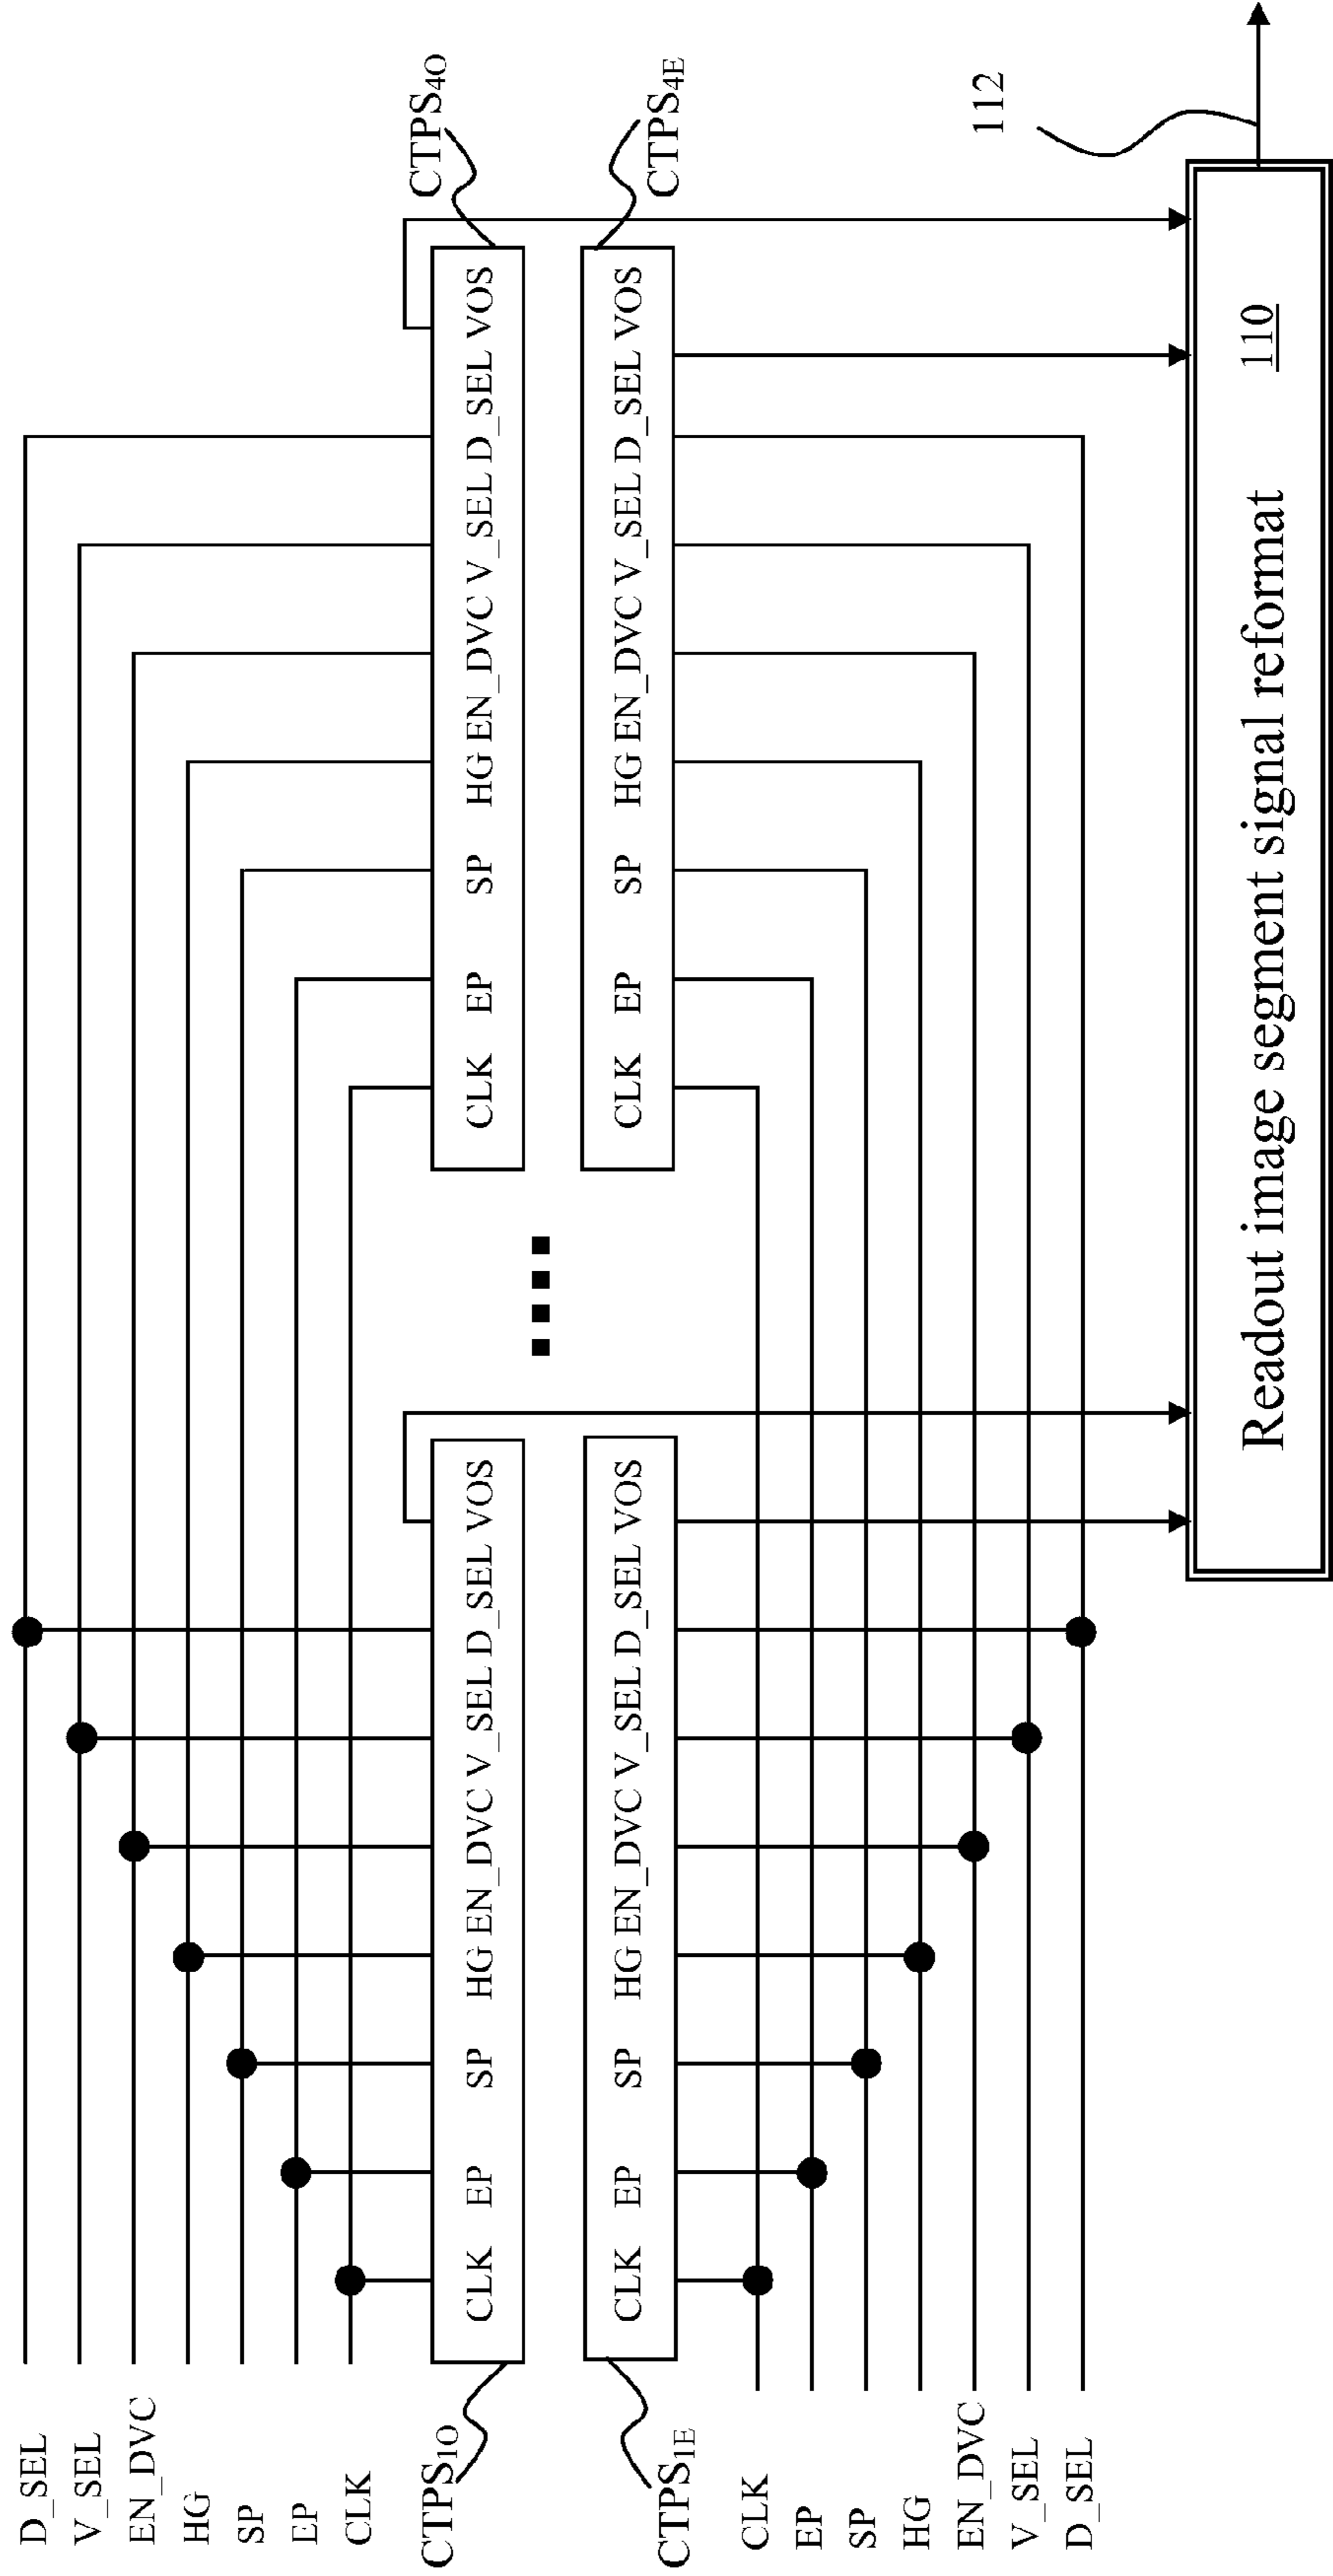 D_SEL
V_SEL
EN_DVC
HG
SP
EP
CLK
CTPS1O
CTPS4O
CLK EP SP HG EN_DVC V_SEL D_SEL VOS
CLK EP SP HG EN_DVC V_SEL D_SEL VOS
CLK EP SP HG EN_DVC V_SEL D_SEL VOS
CLK EP SP HG EN_DVC V_SEL D_SEL VOS
CTPS1E
CTPS4E
CLK
EP
SP
HG
EN_DVC
V_SEL
D_SEL
112
Readout image segment signal reformat 110